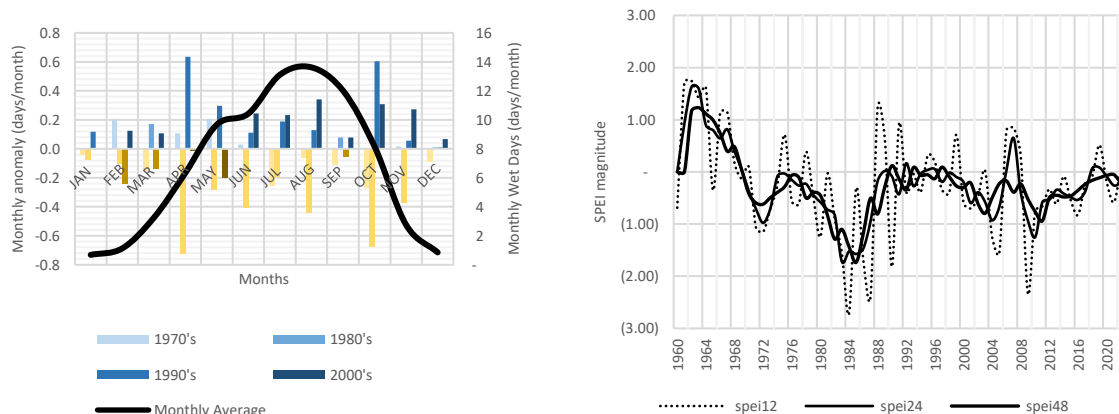 Monthly anomaly (days/month)
0.8
0.6
0.4
0.2
0.0
-0.2
-0.4
-0.6
-0.8
JAN
FEB
MAR
APR
MAY
JUN
JUL
AUG
SEP
OCT
NOV
DEC
16
14
12
10
8
6
4
2
-
Monthly Wet Days (days/month)
Months
1970's
1980's
1990's
2000's
Monthly Average
SPEI magnitude
3.00
2.00
1.00
-
(1.00)
(2.00)
(3.00)
1960
1964
1968
1972
1976
1980
1984
1988
1992
1996
2000
2004
2008
2012
2016
2020
spei12
spei24
spei48